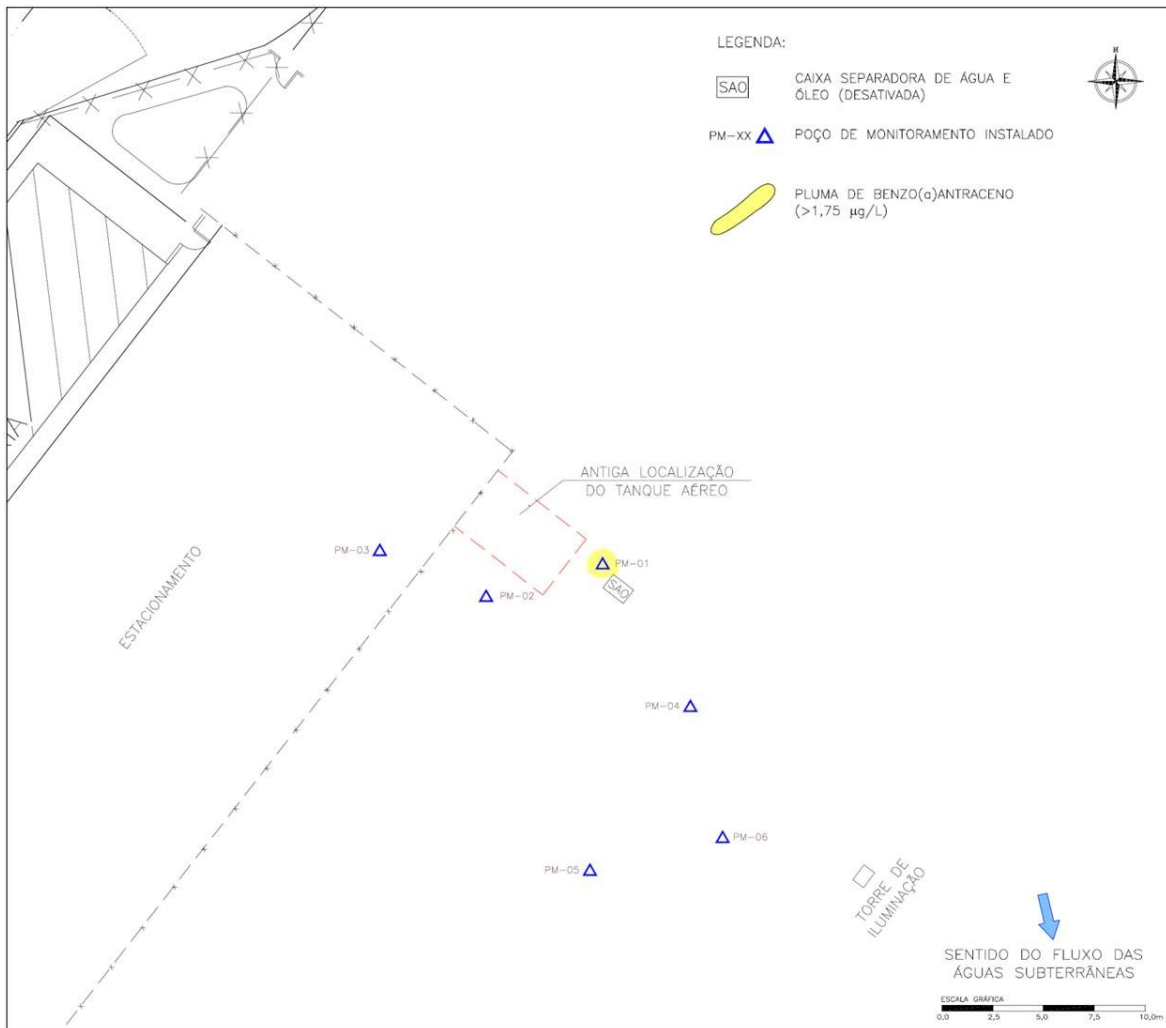 LEGENDA:
SAO
CAIXA SEPARADORA DE ÁGUA E
ÓLEO (DESATIVADA)
N
PM-XX
POÇO DE MONITORAMENTO INSTALADO
PLUMA DE BENZO(a)ANTRACENO
(>1,75 µg/L)
ANTIGA LOCALIZAÇÃO
DO TANQUE AÉREO
PM-03
PM-01
SAO
PM-02
ESTACIONAMENTO
PM-04
PM-06
PM-05
TORRE DE
ILUMINAÇÃO
SENTIDO DO FLUXO DAS
ÁGUAS SUBTERRÂNEAS
ESCALA GRÁFICA
0,0 2,5 5,0 7,5 10,0m